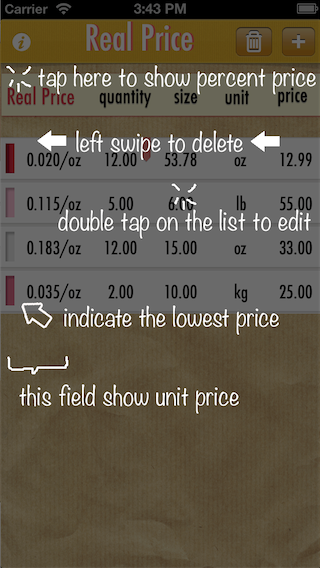 Carrier 3:43 PM
Real Price
tap here to show percent price
Real Price quantity size unit price
left swipe to delete
0.020/oz 12.00 53.78 oz 12.99
0.115/oz 5.00 6.00 lb 55.00
double tap on the list to edit
0.183/oz 12.00 15.00 oz 33.00
0.035/oz 2.00 10.00 kg 25.00
indicate the lowest price
this field show unit price